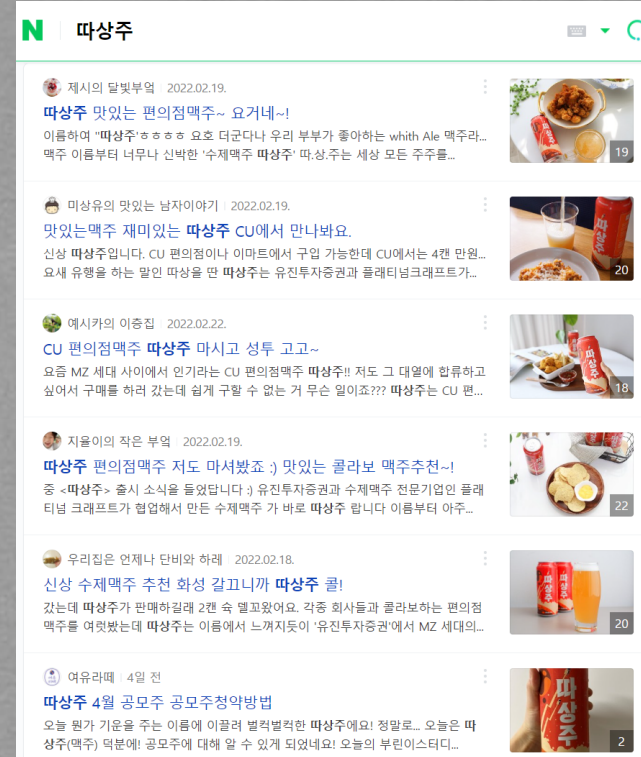 N 따상주
제시의 달빛부엌 2022.02.19.
따상주 맛있는 편의점맥주~ 요거네~!
이름하여 "따상주'ㅎㅎㅎㅎ 요호 더군다나 우리 부부가 좋아하는 whith Ale 맥주라...
맥주 이름부터 너무나 신박한 '수제맥주 따상주' 따.상.주는 세상 모든 주주를...
19
미상유의 맛있는 남자이야기 2022.02.19.
맛있는맥주 재미있는 따상주 CU에서 만나봐요.
신상 따상주입니다. CU 편의점이나 이마트에서 구입 가능한데 CU에서는 4캔 만원...
요새 유행을 하는 말인 따상을 딴 따상주는 유진투자증권과 플래티넘크래프트가...
따상주
20
예시카의 이층집 2022.02.22.
CU 편의점맥주 따상주 마시고 성투 고고~
요즘 MZ 세대 사이에서 인기라는 CU 편의점맥주 따상주!! 저도 그 대열에 합류하고
싶어서 구매를 하러 갔는데 쉽게 구할 수 없는 거 무슨 일이죠??? 따상주는 CU 편...
따상주
18
지율이의 작은 부엌 2022.02.19.
따상주 편의점맥주 저도 마셔봤죠 :) 맛있는 콜라보 맥주추천~!
중 <따상주> 출시 소식을 들었답니다 :) 유진투자증권과 수제맥주 전문기업인 플래
티넘 크래프트가 협업해서 만든 수제맥주 가 바로 따상주 랍니다 이름부터 아주...
22
우리집은 언제나 단비와 하레 2022.02.18.
신상 수제맥주 추천 화성 갈끄니까 따상주 콜!
갔는데 따상주가 판매하길래 2캔 슉 델꼬왔어요. 각종 회사들과 콜라보하는 편의점
맥주를 여럿봤는데 따상주는 이름에서 느껴지듯이 '유진투자증권'에서 MZ 세대의...
따상주 따상주
20
여유라떼 4일 전
따상주 4월 공모주 공모주청약방법
오늘 뭔가 기운을 주는 이름에 이끌려 벌컥벌컥한 따상주에요! 정말로... 오늘은 따
상주(맥주) 덕분에! 공모주에 대해 알 수 있게 되었네요! 오늘의 부린이스터디...
따상주
2